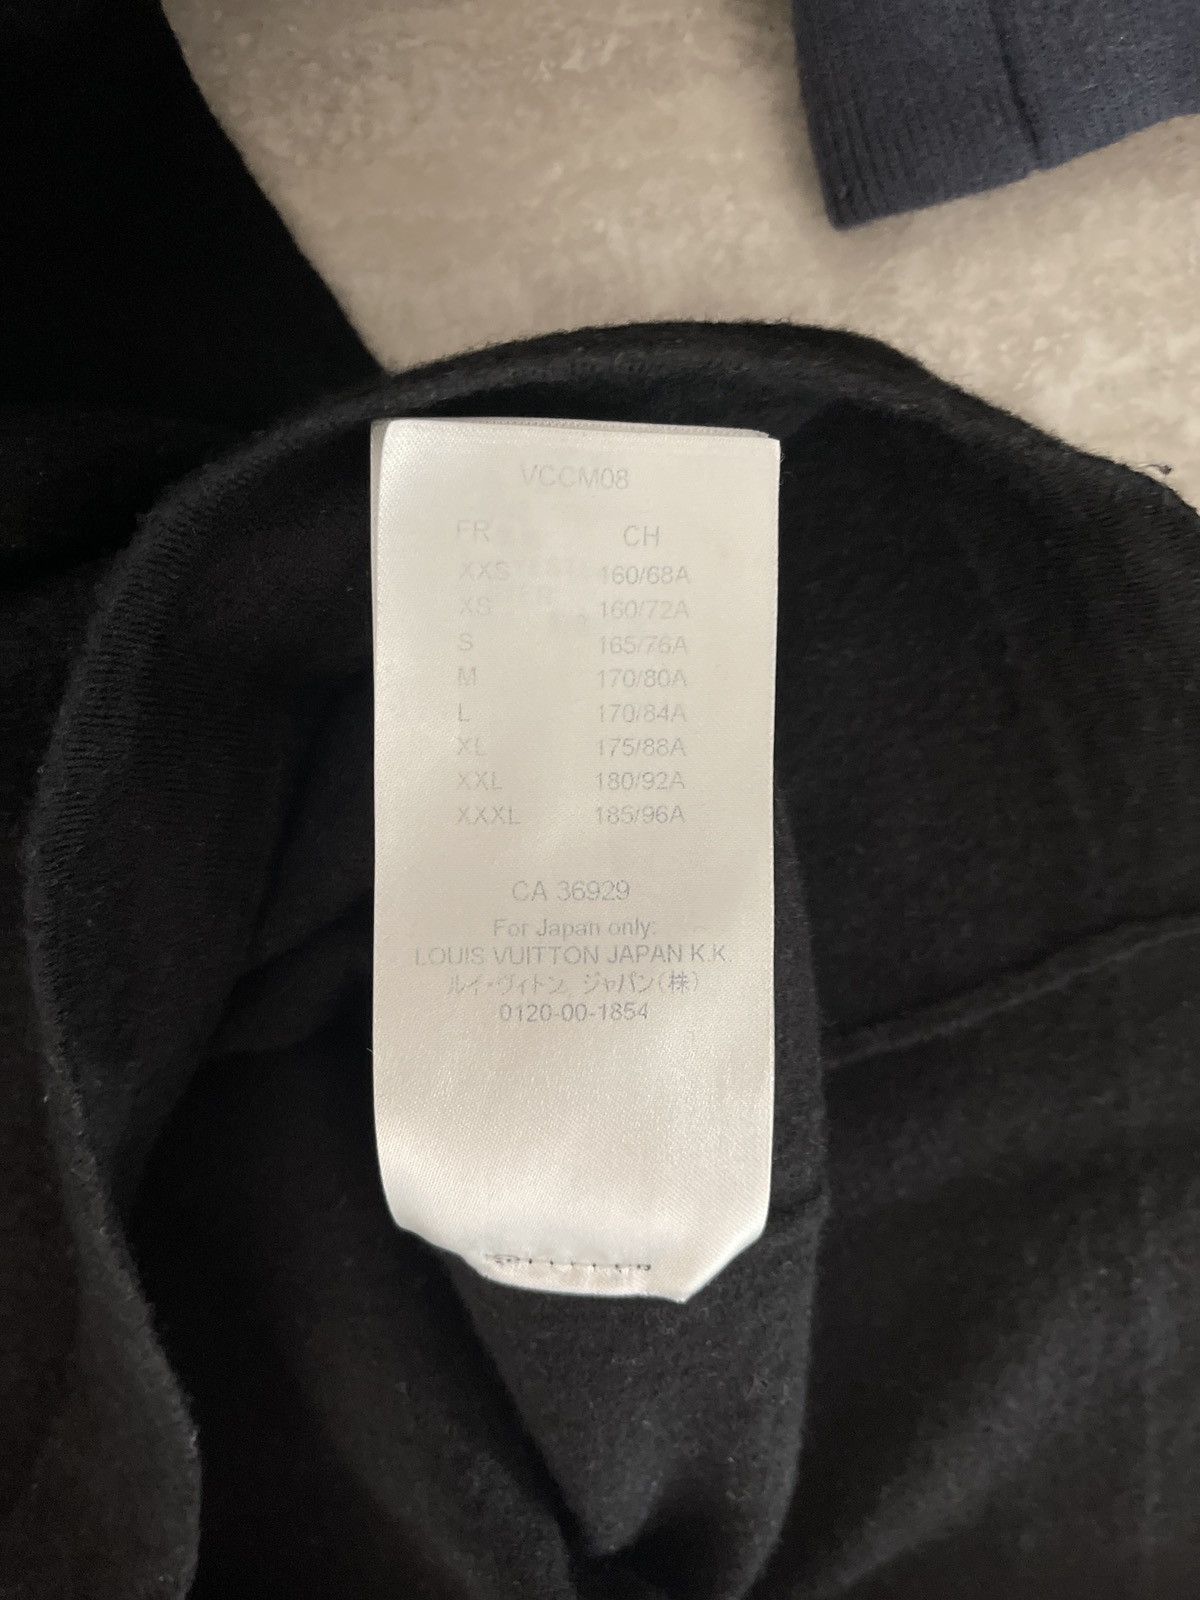 VCCM08
FR CH
XXS 160/68A
XS 160/72A
S 165/76A
M 170/80A
L 170/84A
XL 175/88A
XXL 180/92A
XXXL 185/96A
CA 36929
For Japan only:
LOUIS VUITTON JAPAN K.K.
ルイ・ヴィトン ジャパン(株)
0120-00-1854